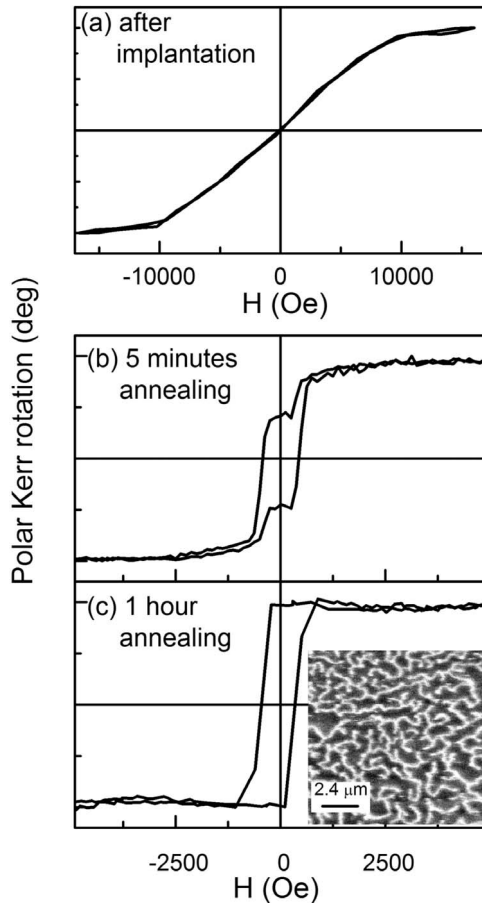 (a) after
implantation
-10000 0 10000
H (Oe)
Polar Kerr rotation (deg)
(b) 5 minutes
annealing
(c) 1 hour
annealing
2.4 μm
-2500 0 2500
H (Oe)